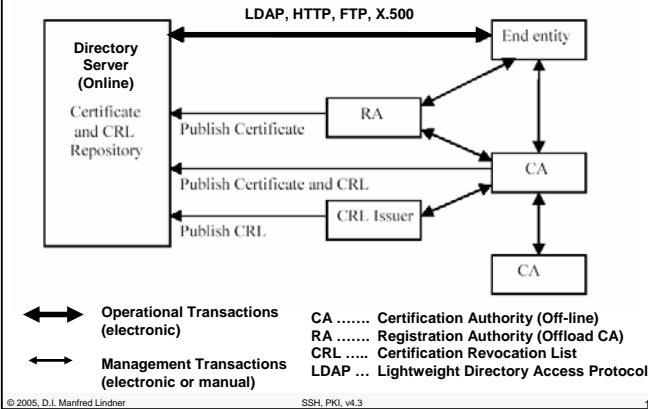 LDAP, HTTP, FTP, X.500
Directory
Server
(Online)
Certificate
and CRL
Repository
End entity
RA
Publish Certificate
CA
Publish Certificate and CRL
CRL Issuer
Publish CRL
CA
Operational Transactions
(electronic)
Management Transactions
(electronic or manual)
CA ....... Certification Authority (Off-line)
RA ....... Registration Authority (Offload CA)
CRL ..... Certification Revocation List
LDAP ... Lightweight Directory Access Protocol
© 2005, D.I. Manfred Lindner
SSH, PKI, v4.3